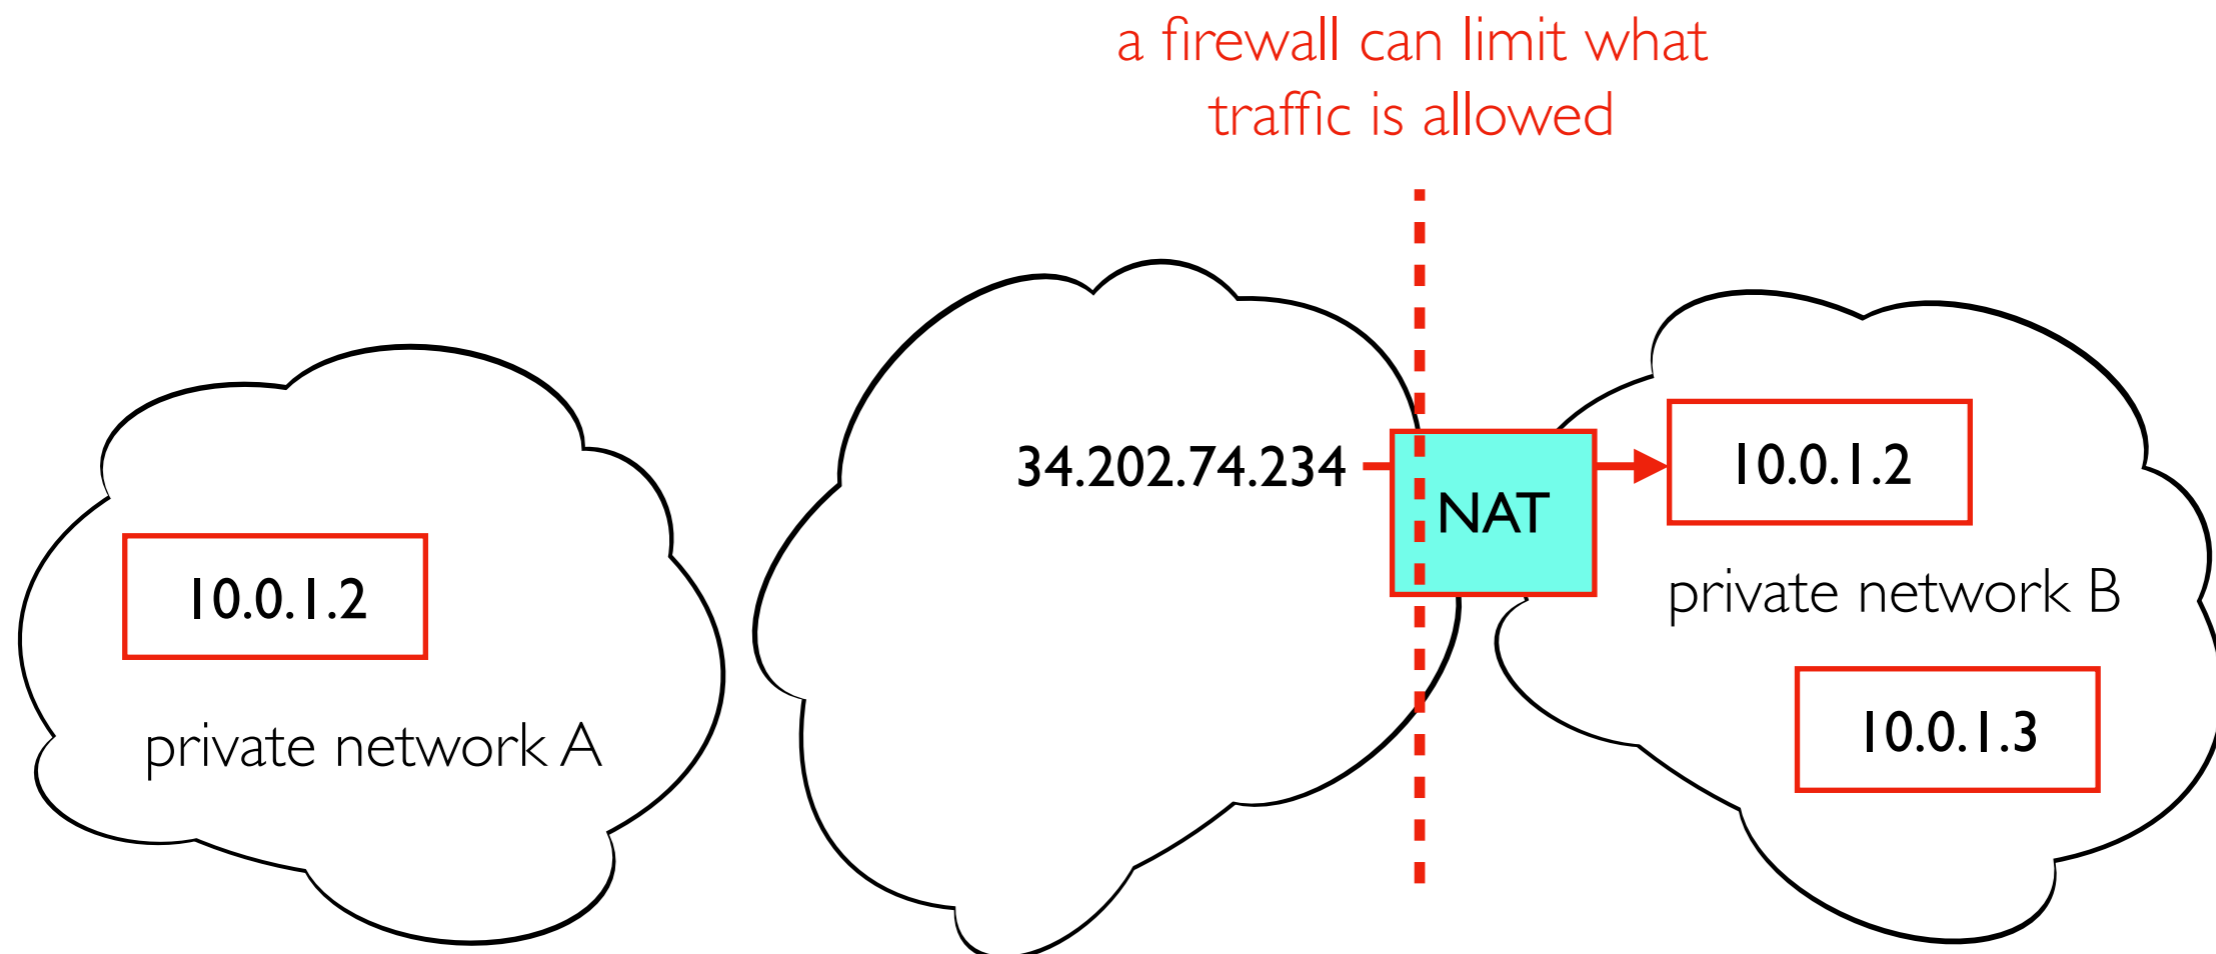 a firewall can limit what
traffic is allowed
34.202.74.234
NAT
10.0.1.2
private network B
10.0.1.3
10.0.1.2
private network A